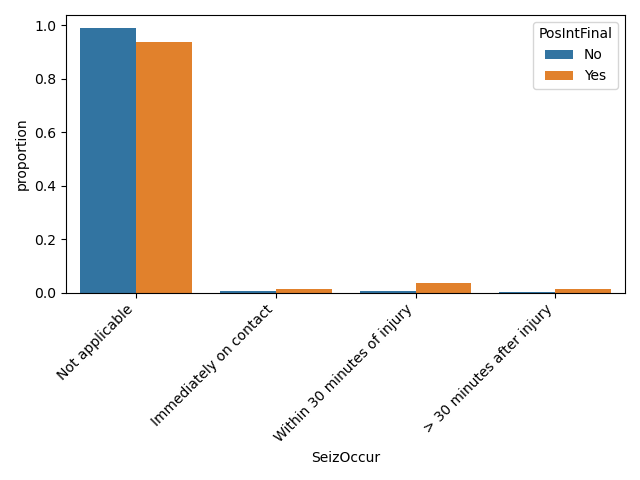 PosIntFinal
No
Yes
1.0
0.8
0.6
0.4
0.2
0.0
proportion
Not applicable
Immediately on contact
Within 30 minutes of injury
> 30 minutes after injury
SeizOccur